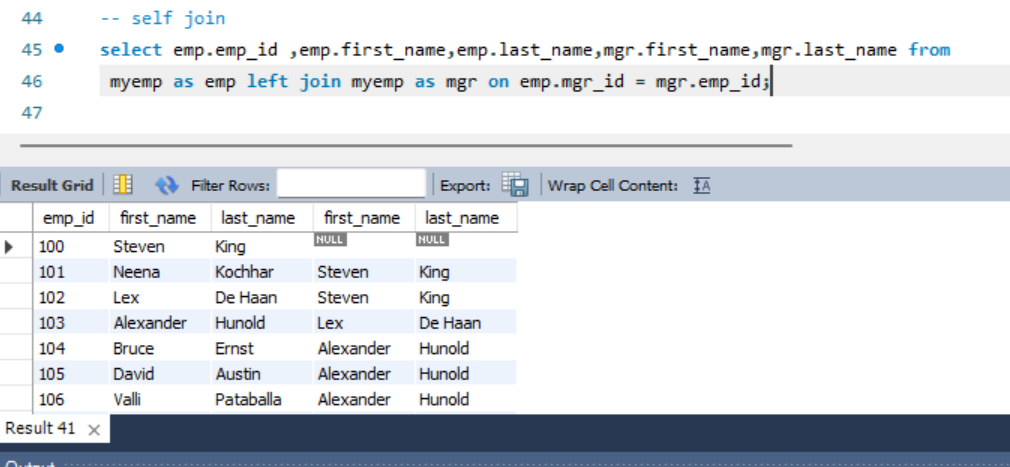 44 -- self join
45 select emp.emp_id ,emp.first_name,emp.last_name,mgr.first_name,mgr.last_name from
46 myemp as emp left join myemp as mgr on emp.mgr_id = mgr.emp_id;
47
Result Grid Filter Rows: Export: Wrap Cell Content: IA
emp_id first_name last_name first_name last_name
100 Steven King NULL NULL
101 Neena Kochhar Steven King
102 Lex De Haan Steven King
103 Alexander Hunold Lex De Haan
104 Bruce Ernst Alexander Hunold
105 David Austin Alexander Hunold
106 Valli Pataballa Alexander Hunold
Result 41 ×
Output